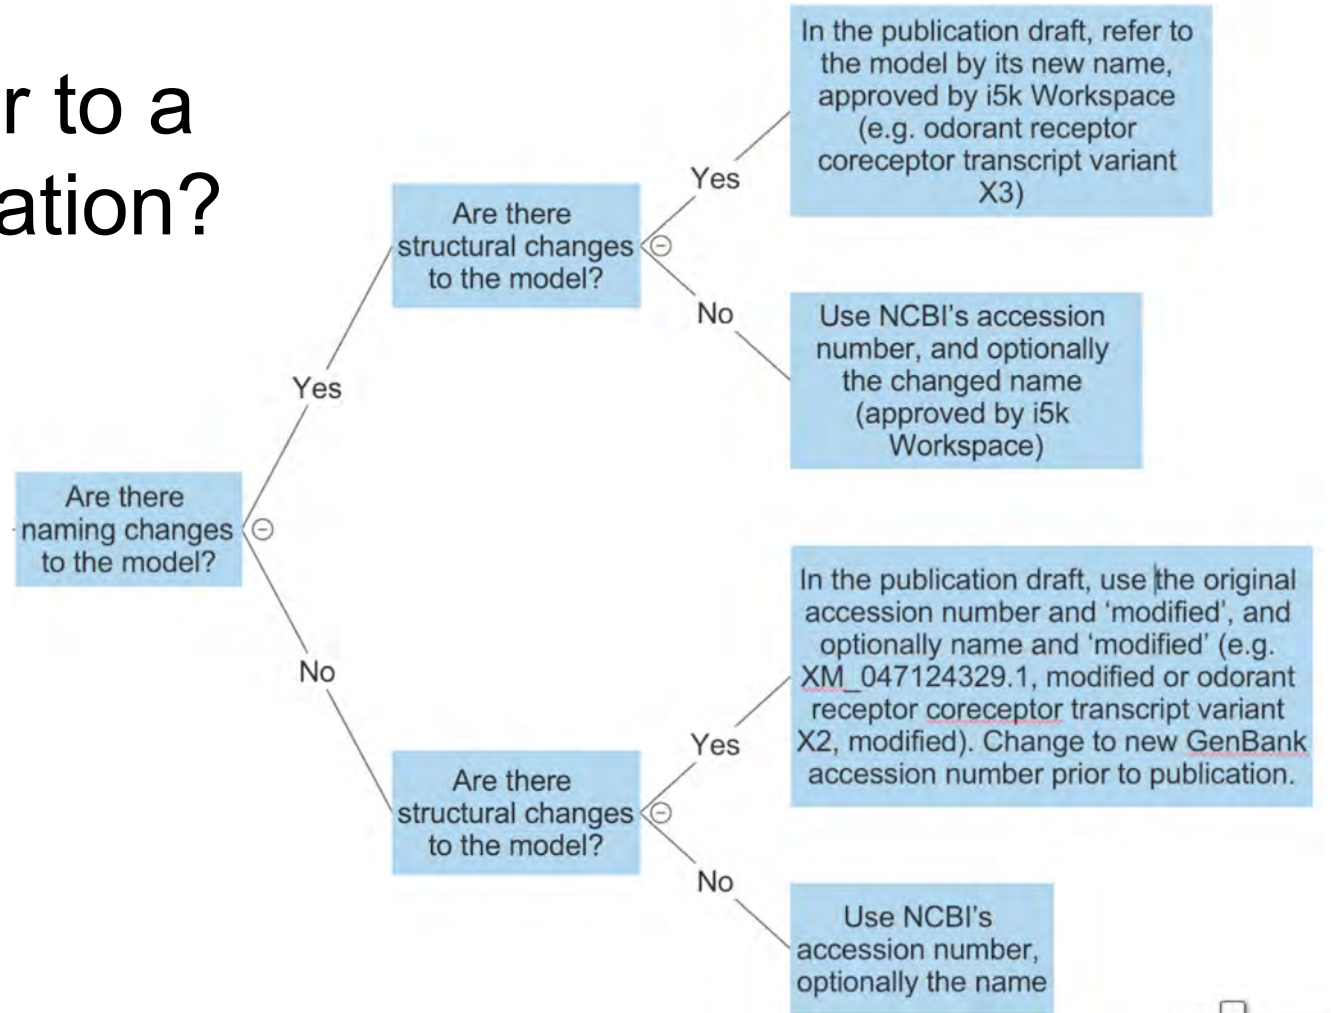 r to a
ation?
In the publication draft, refer to
the model by its new name,
approved by i5k Workspace
(e.g. odorant receptor
coreceptor transcript variant
X3)
Yes
Are there
structural changes
to the model?
No
Use NCBI’s accession
number, and optionally
the changed name
(approved by i5k
Workspace)
Yes
Are there
naming changes
to the model?
No
In the publication draft, use the original
accession number and ‘modified’, and
optionally name and ‘modified’ (e.g.
XM_047124329.1, modified or odorant
receptor coreceptor transcript variant
X2, modified). Change to new GenBank
accession number prior to publication.
Yes
Are there
structural changes
to the model?
No
Use NCBI’s
accession number,
optionally the name